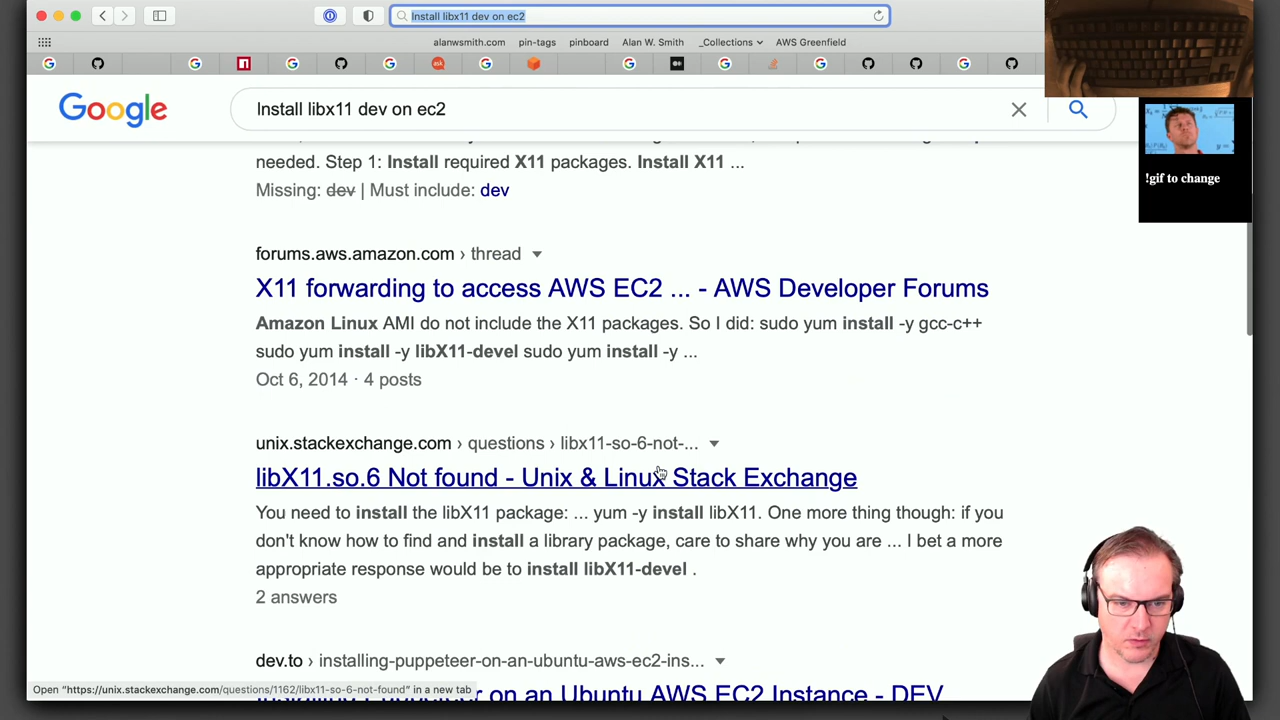 Install libx11 dev on ec2
alanwsmith.com pin-tags pinboard Alan W. Smith _Collections AWS Greenfield
ask
Google
Install libx11 dev on ec2
needed. Step 1: Install required X11 packages. Install X11 ...
Missing: dev | Must include: dev
!gif to change
forums.aws.amazon.com › thread
X11 forwarding to access AWS EC2 ... - AWS Developer Forums
Amazon Linux AMI do not include the X11 packages. So I did: sudo yum install -y gcc-c++
sudo yum install -y libX11-devel sudo yum install -y ...
Oct 6, 2014 · 4 posts
unix.stackexchange.com › questions › libx11-so-6-not-...
libX11.so.6 Not found - Unix & Linux Stack Exchange
You need to install the libX11 package: ... yum -y install libX11. One more thing though: if you
don't know how to find and install a library package, care to share why you are ... I bet a more
appropriate response would be to install libX11-devel .
2 answers
dev.to › installing-puppeteer-on-an-ubuntu-aws-ec2-ins...
on an Ubuntu AWS EC2 Instance - DEV
Open “https://unix.stackexchange.com/questions/1162/libx11-so-6-not-found” in a new tab